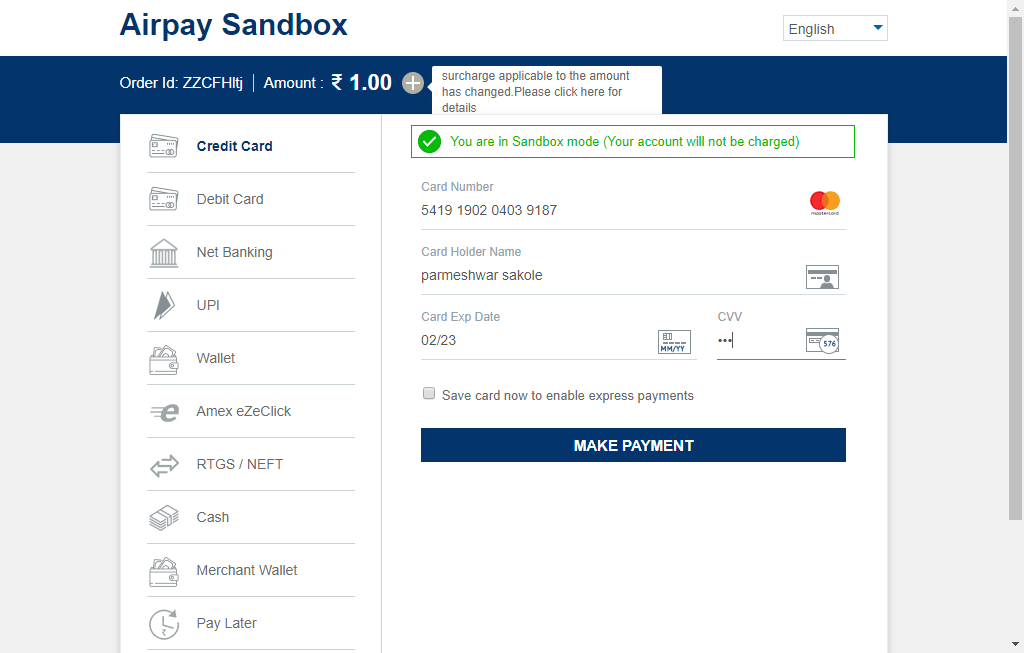 Airpay Sandbox
English
Order Id: ZZCFHltj | Amount : ₹ 1.00
surcharge applicable to the amount
has changed.Please click here for
details
Credit Card
Debit Card
Net Banking
UPI
Wallet
Amex eZeClick
RTGS / NEFT
Cash
Merchant Wallet
Pay Later
You are in Sandbox mode (Your account will not be charged)
Card Number
5419 1902 0403 9187
mastercard
Card Holder Name
parmeshwar sakole
Card Exp Date
02/23
MM/YY
CVV
•••
576
Save card now to enable express payments
MAKE PAYMENT